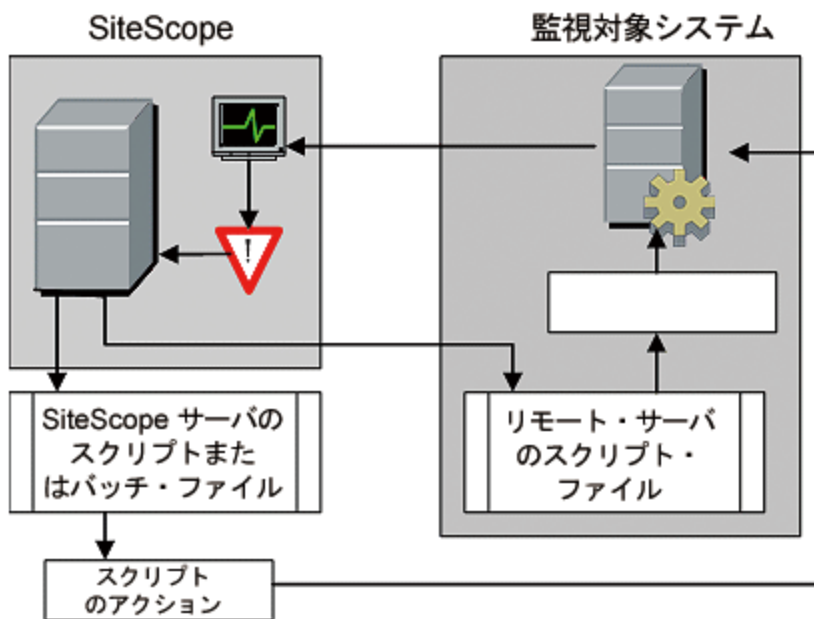 SiteScope
監視対象システム
SiteScope サーバの
スクリプトまた
はバッチ・ファイル
リモート・サーバ
のスクリプト・
ファイル
スクリプト
のアクション